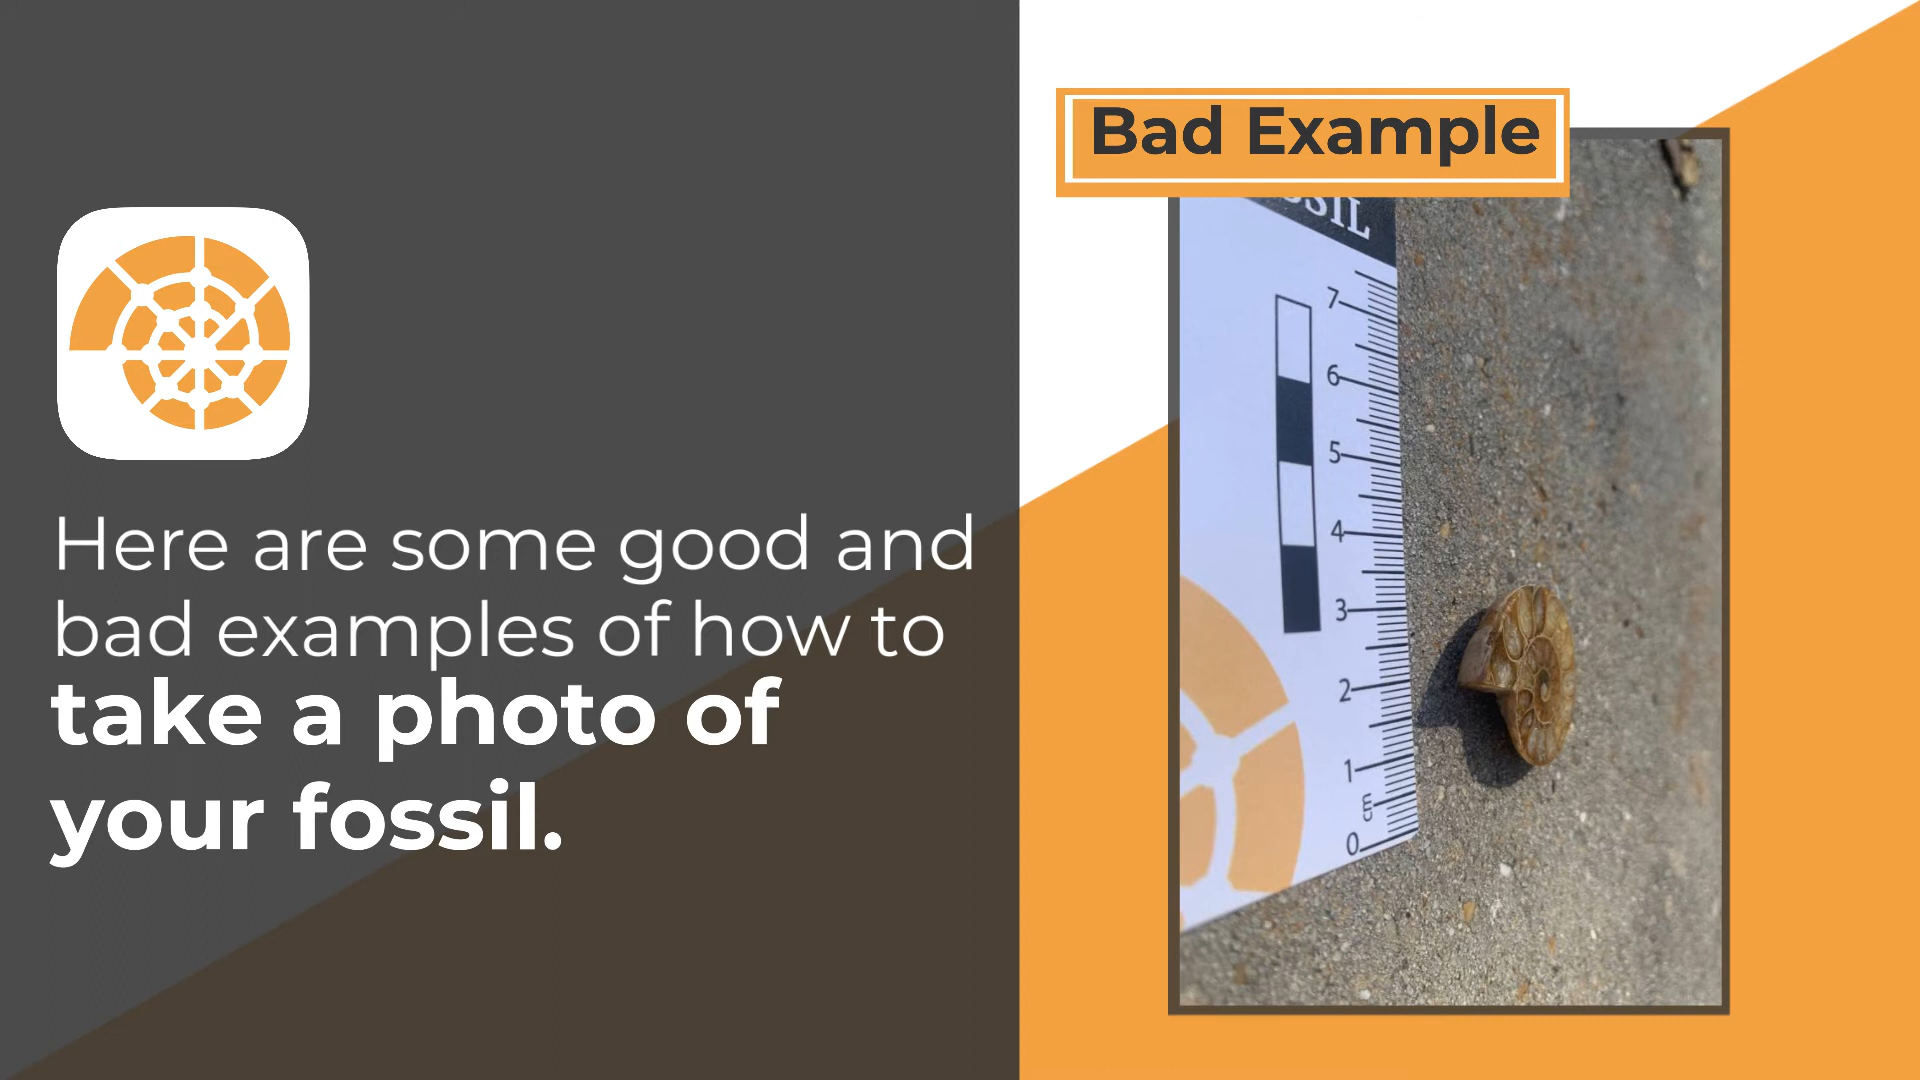 Here are some good and
bad examples of how to
take a photo of
your fossil.
Bad Example
7
6
5
4
3
2
1
cm
0